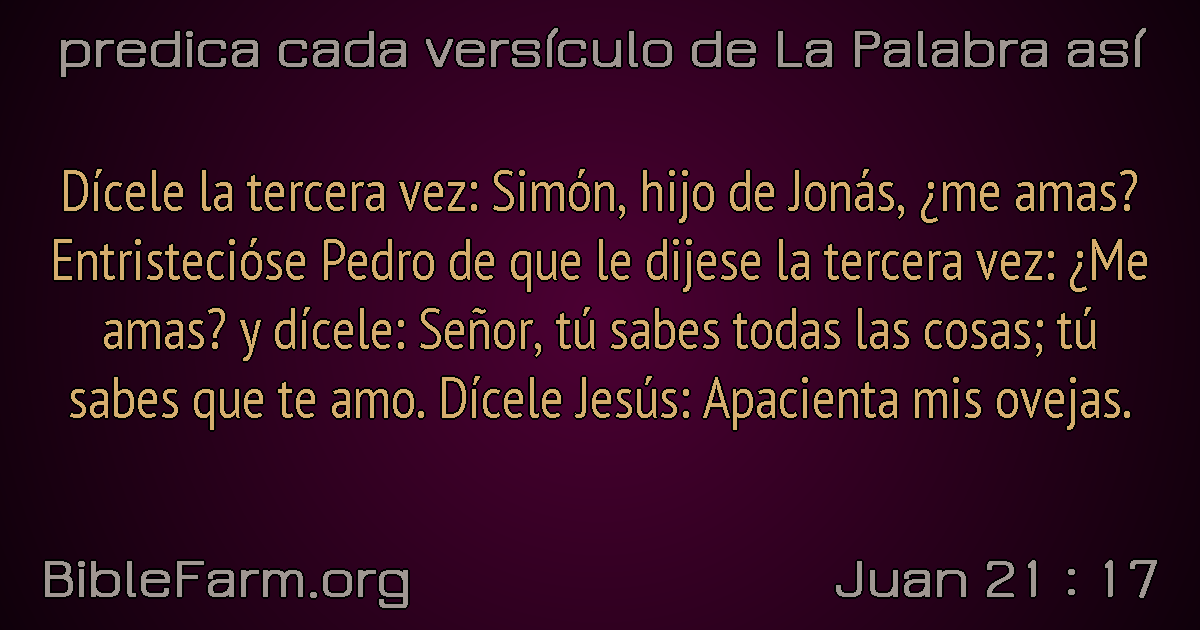 predica cada versículo de La Palabra así
Dícele la tercera vez: Simón, hijo de Jonás, ¿me amas?
Entristecióse Pedro de que le dijese la tercera vez: ¿Me
amas? y dícele: Señor, tú sabes todas las cosas; tú
sabes que te amo. Dícele Jesús: Apacienta mis ovejas.
BibleFarm.org
Juan 21 : 17